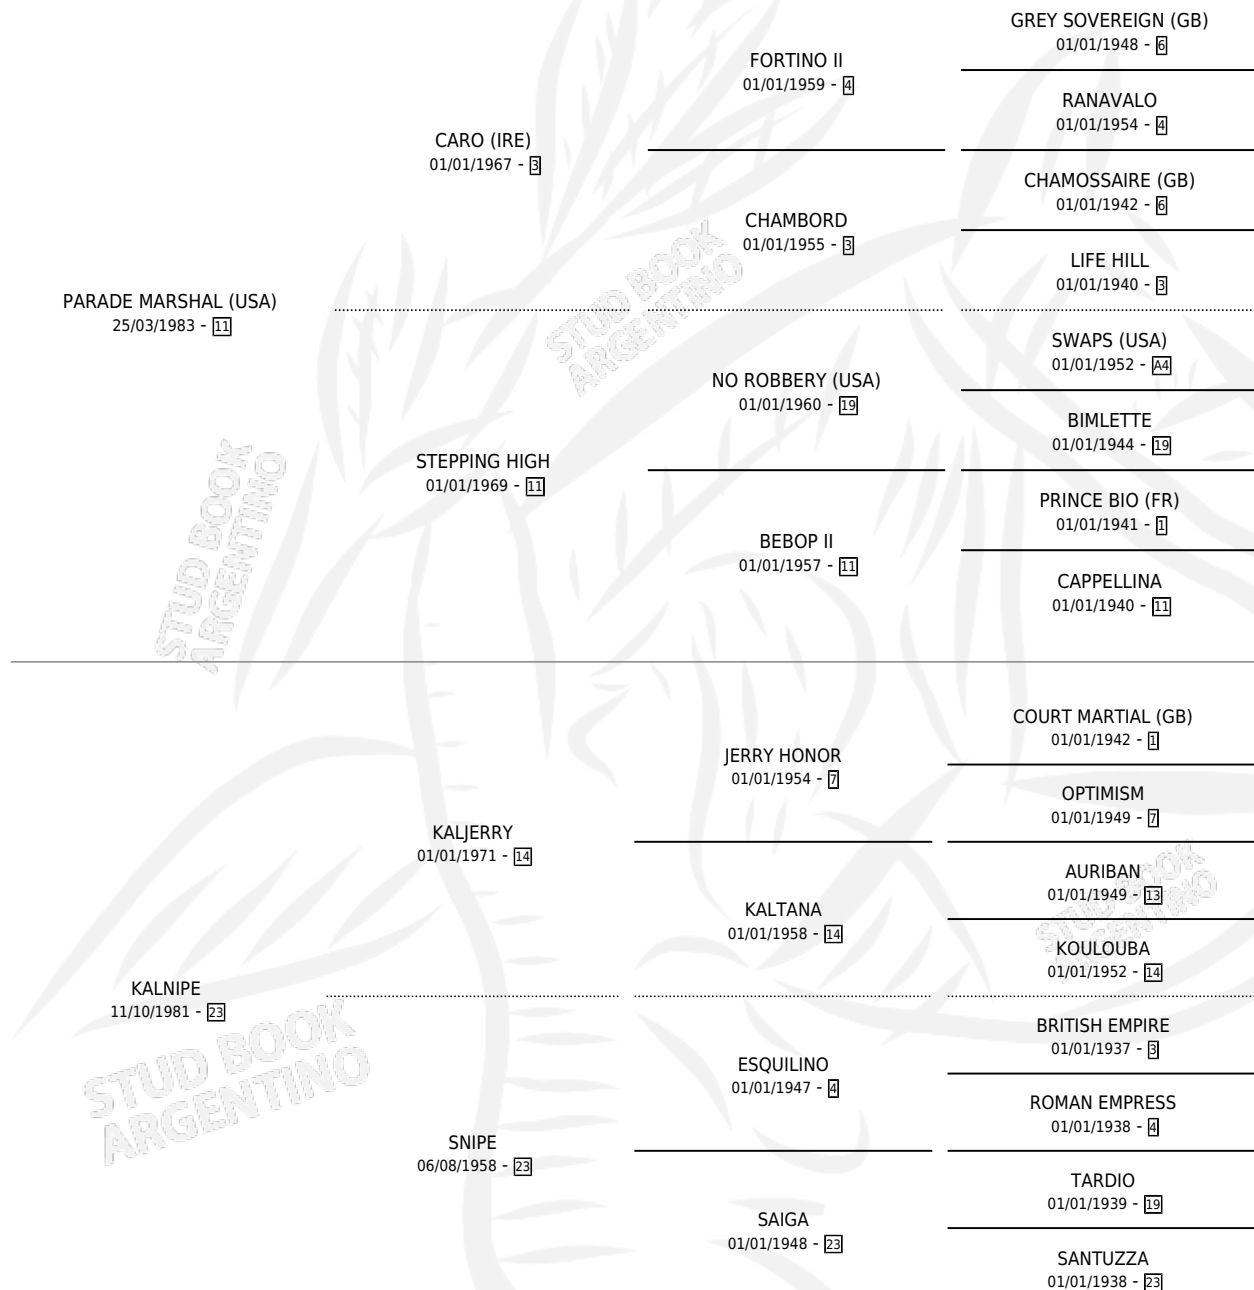 GREY SOVEREIGN (GB)
01/01/1948 - 6
FORTINO II
01/01/1959 - 4
RANAVALO
01/01/1954 - 4
CARO (IRE)
01/01/1967 - 3
CHAMOSSAIRE (GB)
01/01/1942 - 6
CHAMBORD
01/01/1955 - 3
LIFE HILL
01/01/1940 - 3
PARADE MARSHAL (USA)
25/03/1983 - 11
SWAPS (USA)
01/01/1952 - A4
NO ROBBERY (USA)
01/01/1960 - 19
BIMLETTE
01/01/1944 - 19
STEPPING HIGH
01/01/1969 - 11
PRINCE BIO (FR)
01/01/1941 - 1
BEBOP II
01/01/1957 - 11
CAPPELLINA
01/01/1940 - 11
COURT MARTIAL (GB)
01/01/1942 - 1
JERRY HONOR
01/01/1954 - 7
OPTIMISM
01/01/1949 - 7
KALJERRY
01/01/1971 - 14
AURIBAN
01/01/1949 - 13
KALTANA
01/01/1958 - 14
KOULOUBA
01/01/1952 - 14
KALNIPE
11/10/1981 - 23
BRITISH EMPIRE
01/01/1937 - 3
ESQUILINO
01/01/1947 - 4
ROMAN EMPRESS
01/01/1938 - 4
SNIPE
06/08/1958 - 23
TARDIO
01/01/1939 - 19
SAIGA
01/01/1948 - 23
SANTUZZA
01/01/1938 - 23
STUD BOOK
ARGENTINO
STUD BOOK
ARGENTINO
STUD BOOK
ARGENTINO
STUD BOOK
ARGENTINO